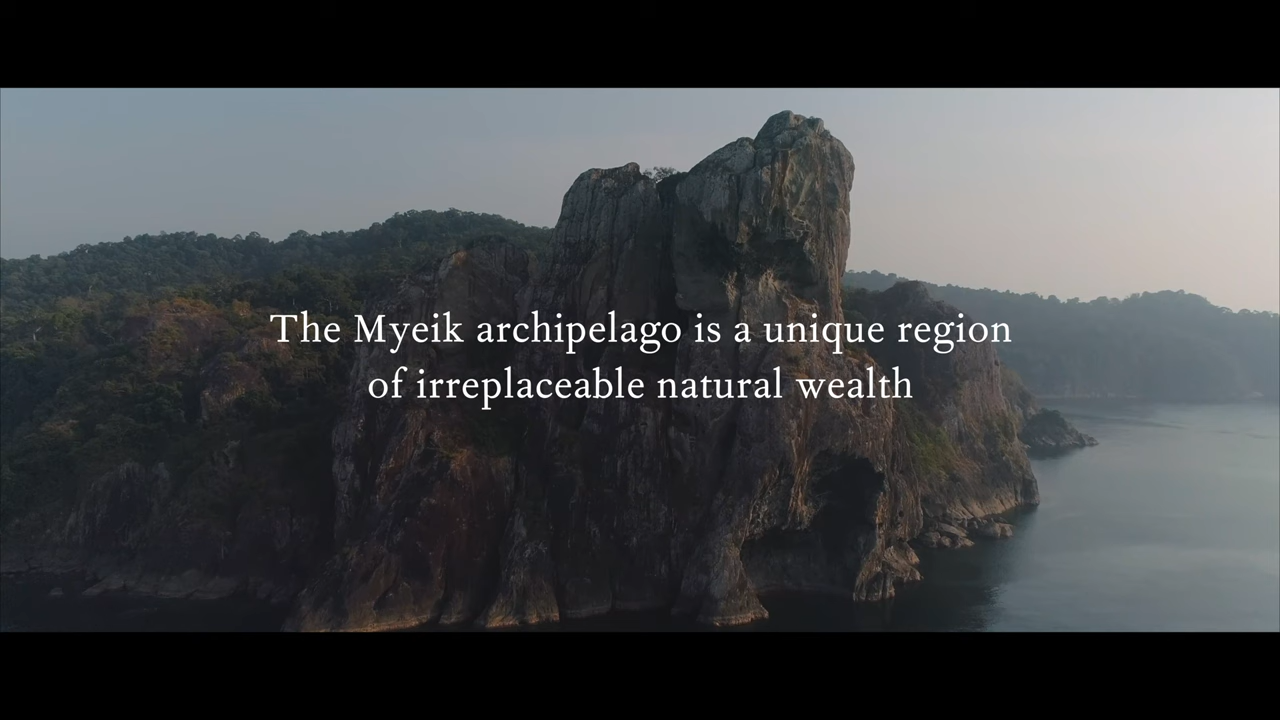 The Myeik archipelago is a unique region
of irreplaceable natural wealth